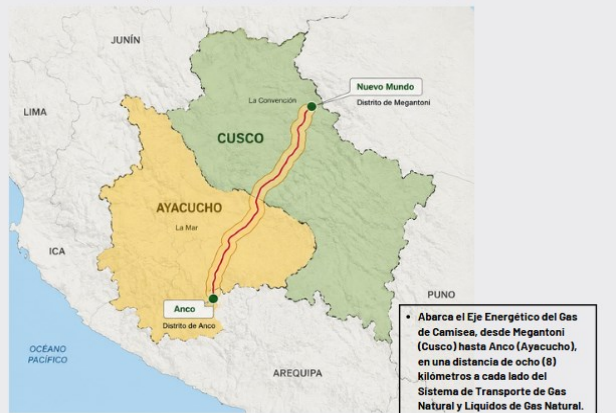 JUNÍN
Nuevo Mundo
La Convención
Distrito de Megantoni
LIMA
CUSCO
AYACUCHO
La Mar
ICA
PUNO
Anco
Distrito de Anco
OCÉANO
PACÍFICO
AREQUIPA
• Abarca el Eje Energético del Gas
de Camisea, desde Megantoni
(Cusco) hasta Anco (Ayacucho),
en una distancia de ocho (8)
kilómetros a cada lado del
Sistema de Transporte de Gas
Natural y Líquidos de Gas Natural.